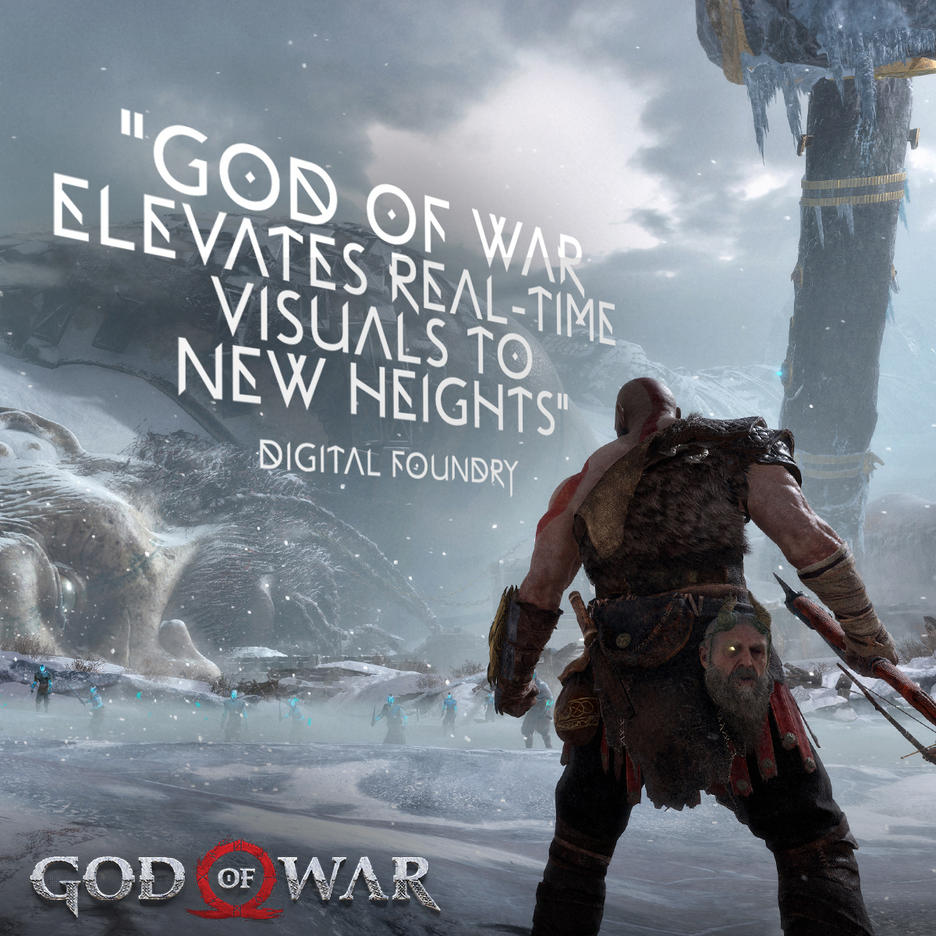 "GOD OF WAR
ELEVATES REAL-TIME
VISUALS TO
NEW HEIGHTS"
DIGITAL FOUNDRY
GOD OF WAR